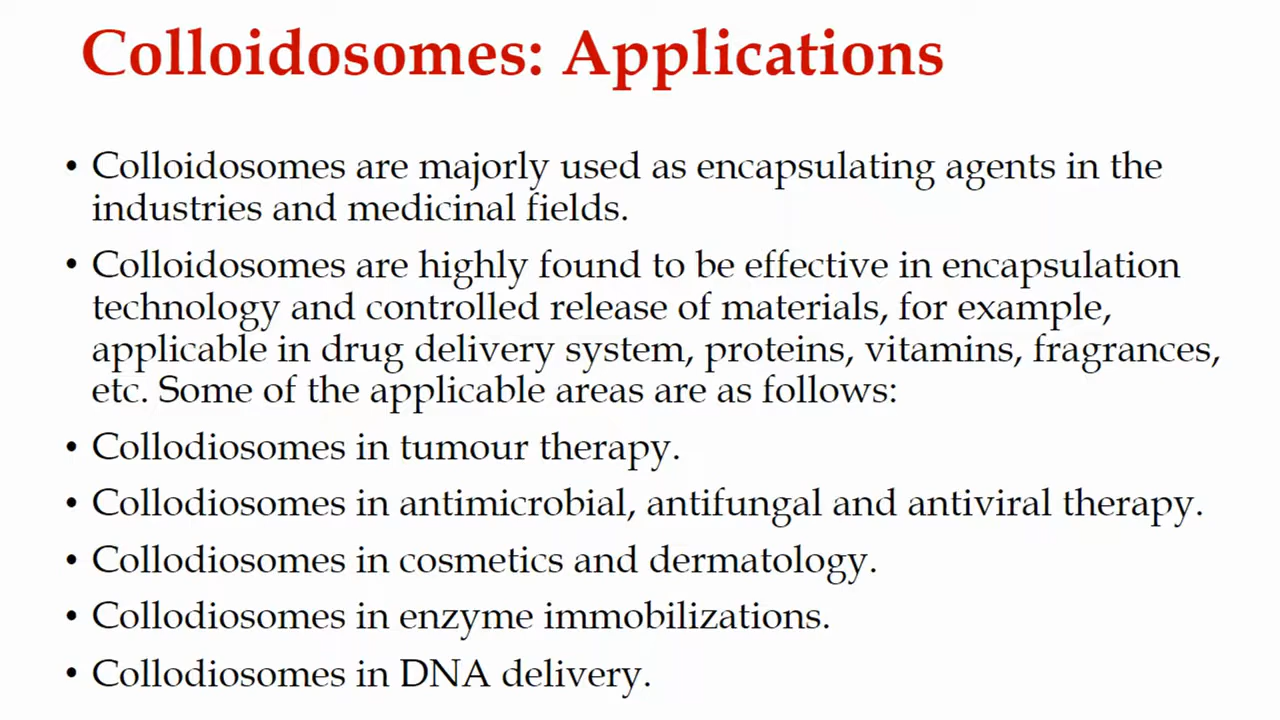 Colloidosomes: Applications
• Colloidosomes are majorly used as encapsulating agents in the
industries and medicinal fields.
• Colloidosomes are highly found to be effective in encapsulation
technology and controlled release of materials, for example,
applicable in drug delivery system, proteins, vitamins, fragrances,
etc. Some of the applicable areas are as follows:
• Collodiosomes in tumour therapy.
• Collodiosomes in antimicrobial, antifungal and antiviral therapy.
• Collodiosomes in cosmetics and dermatology.
• Collodiosomes in enzyme immobilizations.
• Collodiosomes in DNA delivery.